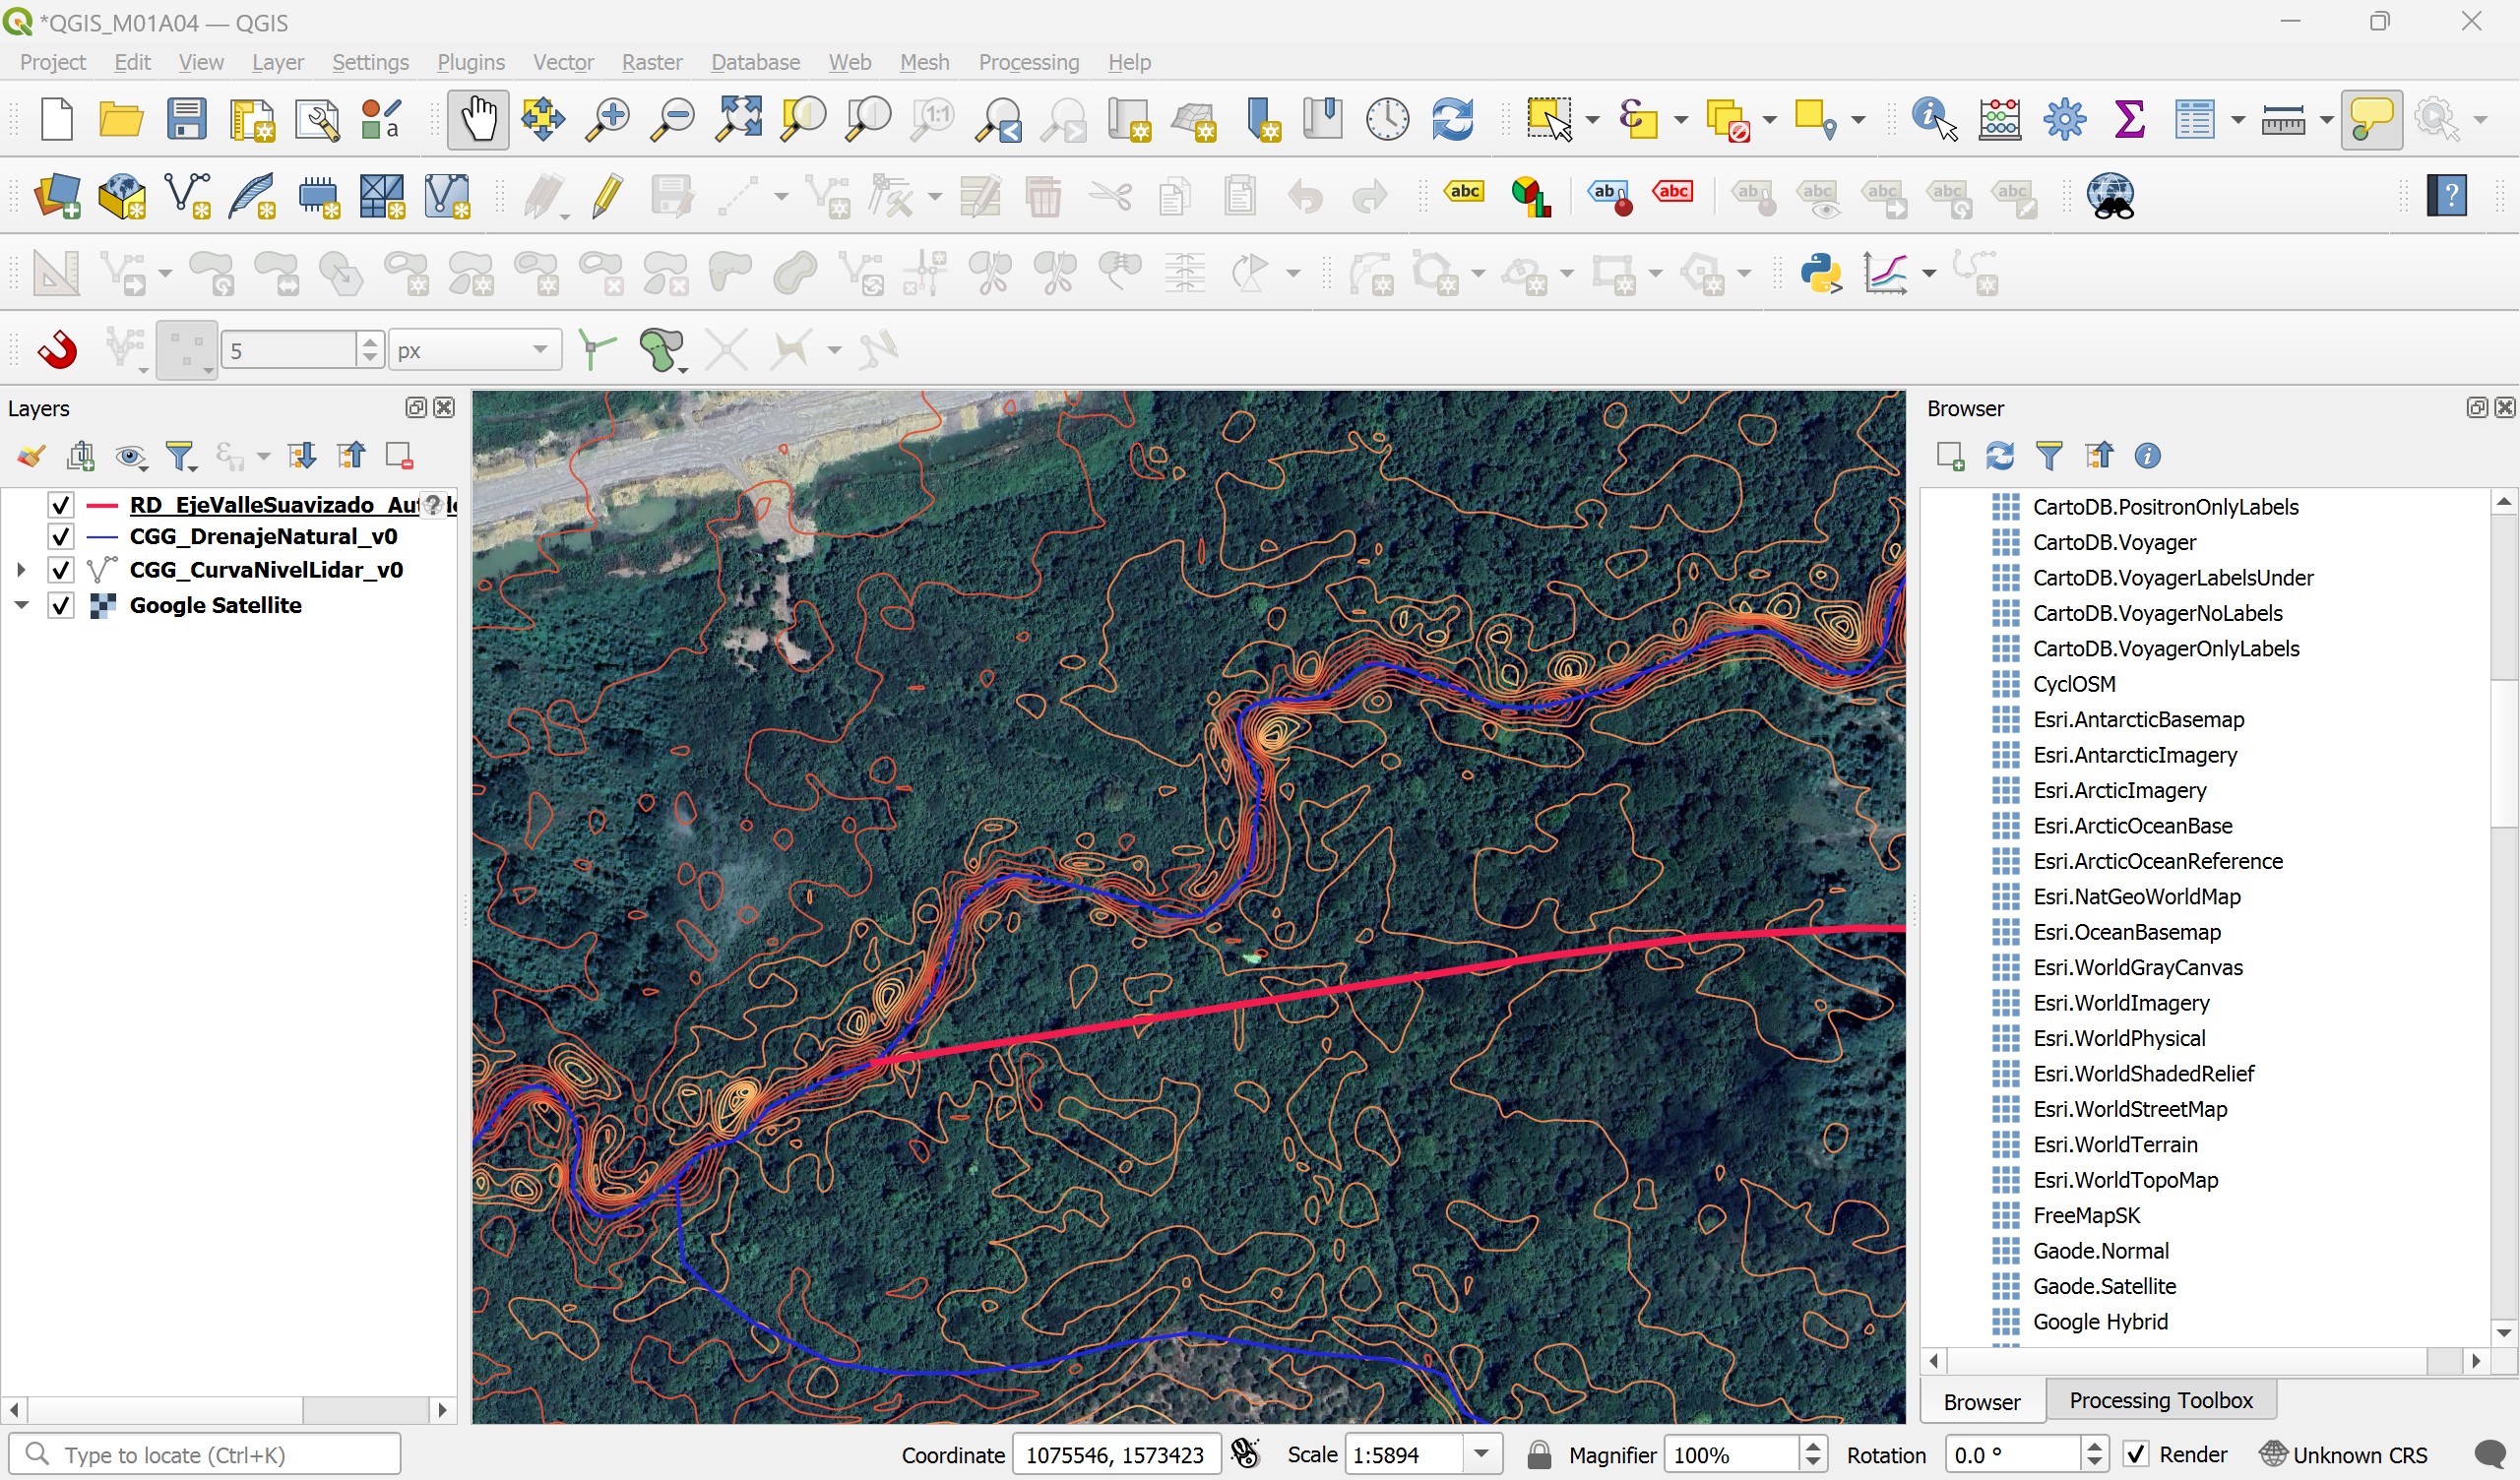 *QGIS_M01A04 — QGIS
Project Edit View Layer Settings Plugins Vector Raster Database Web Mesh Processing Help
5 px
Layers
RD_EjeValleSuavizado_Au
CGG_DrenajeNatural_v0
CGG_CurvaNivelLidar_v0
Google Satellite
Browser
CartoDB.PositronOnlyLabels
CartoDB.Voyager
CartoDB.VoyagerLabelsUnder
CartoDB.VoyagerNoLabels
CartoDB.VoyagerOnlyLabels
CyclOSM
Esri.AntarcticBasemap
Esri.AntarcticImagery
Esri.ArcticImagery
Esri.ArcticOceanBase
Esri.ArcticOceanReference
Esri.NatGeoWorldMap
Esri.OceanBasemap
Esri.WorldGrayCanvas
Esri.WorldImagery
Esri.WorldPhysical
Esri.WorldShadedRelief
Esri.WorldStreetMap
Esri.WorldTerrain
Esri.WorldTopoMap
FreeMapSK
Gaode.Normal
Gaode.Satellite
Google Hybrid
Browser Processing Toolbox
Type to locate (Ctrl+K) Coordinate 1075546, 1573423 Scale 1:5894 Magnifier 100% Rotation 0.0 ° Render Unknown CRS